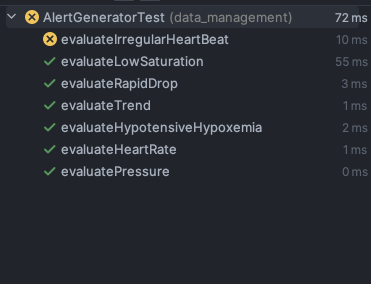 AlertGeneratorTest (data_management) 72 ms
evaluateIrregularHeartBeat 10 ms
evaluateLowSaturation 55 ms
evaluateRapidDrop 3 ms
evaluateTrend 1 ms
evaluateHypotensiveHypoxemia 2 ms
evaluateHeartRate 1 ms
evaluatePressure 0 ms